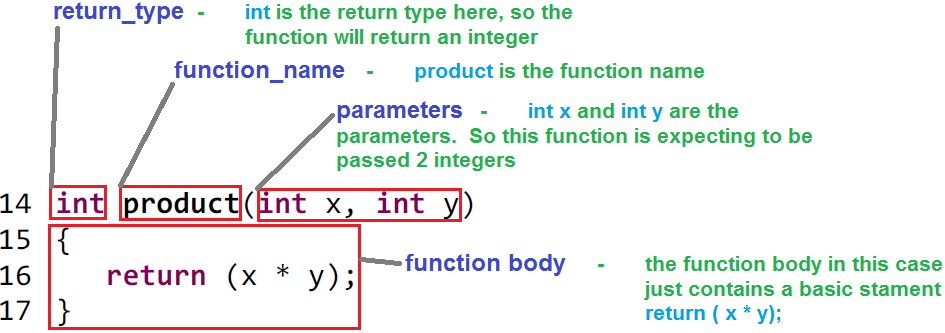 return_type - int is the return type here, so the
function will return an integer
function_name - product is the function name
parameters - int x and int y are the
parameters. So this function is expecting to be
passed 2 integers
14 int product(int x, int y)
15 {
16 return (x * y);
17 }
function body - the function body in this case
just contains a basic stament
return ( x * y);